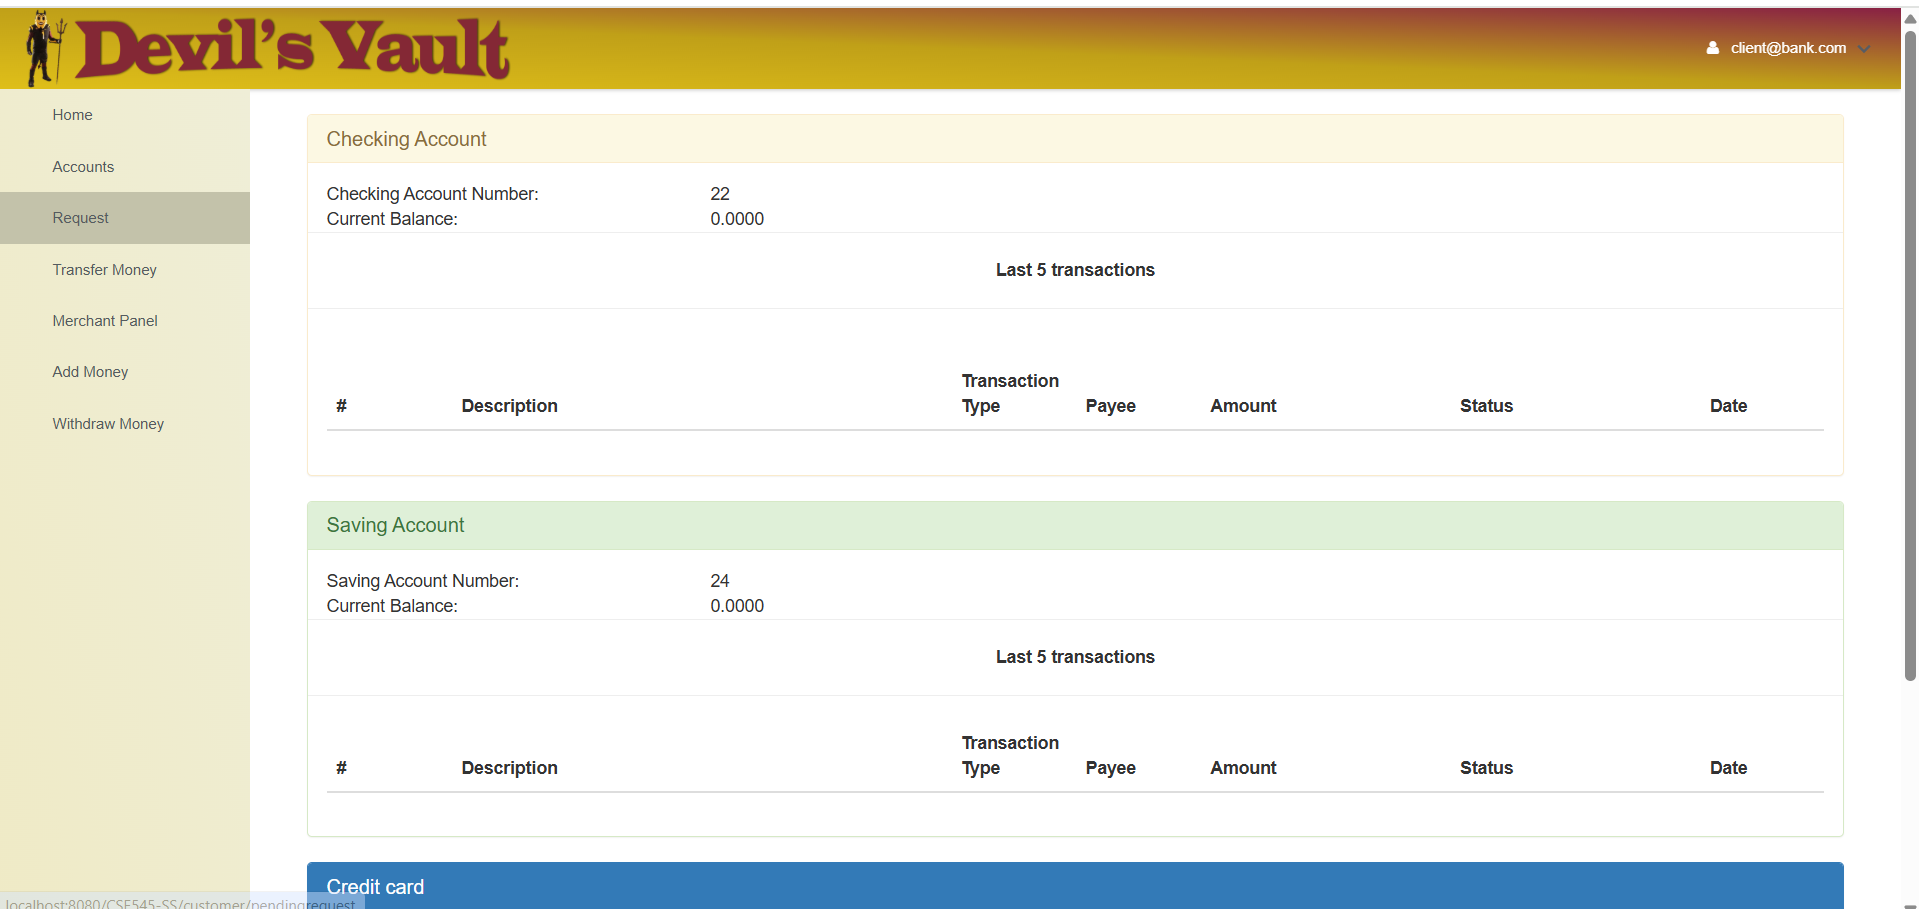 Devil's Vault
client@bank.com
Home
Accounts
Request
Transfer Money
Merchant Panel
Add Money
Withdraw Money
Checking Account
Checking Account Number: 22
Current Balance: 0.0000
Last 5 transactions
# Description Transaction Type Payee Amount Status Date
Saving Account
Saving Account Number: 24
Current Balance: 0.0000
Last 5 transactions
# Description Transaction Type Payee Amount Status Date
Credit card
localhost:8080/CSE545-SS/customer/pendingrequest